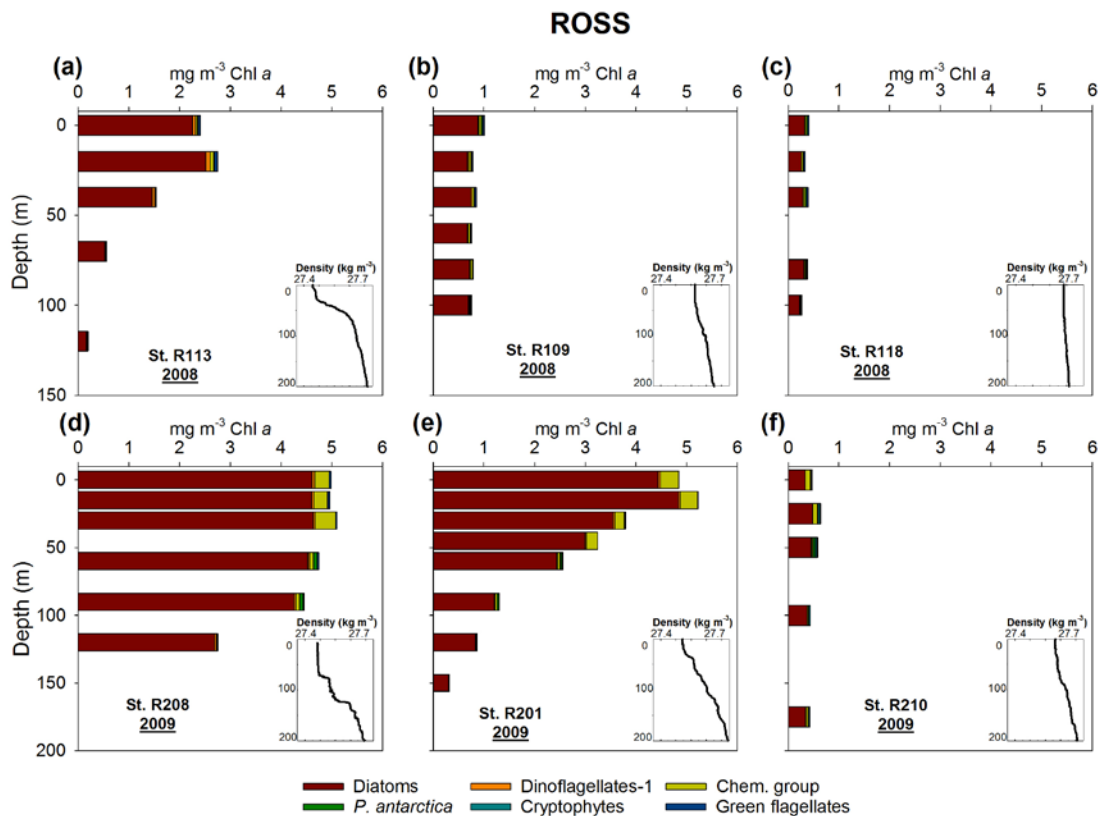 ROSS
(a)
mg m⁻³ Chl a
0 1 2 3 4 5 6
Depth (m)
0
50
100
150
Density (kg m⁻³)
27.4 27.7
0
100
200
St. R113
2008
(b)
mg m⁻³ Chl a
0 1 2 3 4 5 6
Density (kg m⁻³)
27.4 27.7
0
100
200
St. R109
2008
(c)
mg m⁻³ Chl a
0 1 2 3 4 5 6
Density (kg m⁻³)
27.4 27.7
0
100
200
St. R118
2008
(d)
mg m⁻³ Chl a
0 1 2 3 4 5 6
Depth (m)
0
50
100
150
200
Density (kg m⁻³)
27.4 27.7
0
100
200
St. R208
2009
(e)
mg m⁻³ Chl a
0 1 2 3 4 5 6
Density (kg m⁻³)
27.4 27.7
0
100
200
St. R201
2009
(f)
mg m⁻³ Chl a
0 1 2 3 4 5 6
Density (kg m⁻³)
27.4 27.7
0
100
200
St. R210
2009
Diatoms Dinoflagellates-1 Chem. group
P. antarctica Cryptophytes Green flagellates